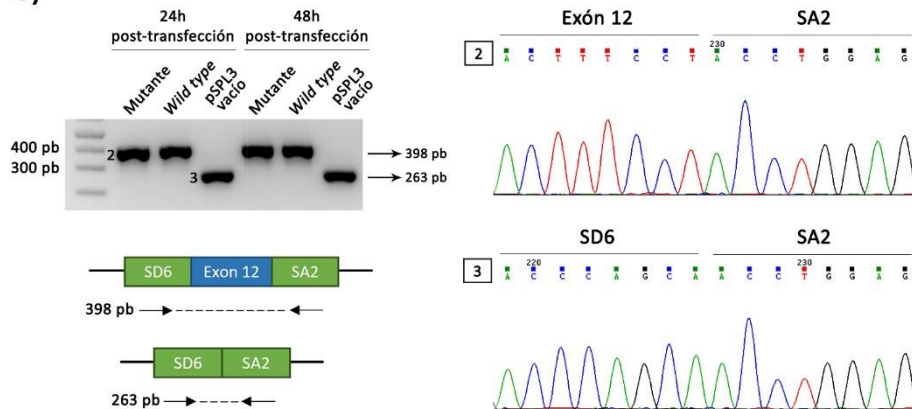 24h
post-transfección
48h
post-transfección
Mutante
Wild type
pSPL3
vacío
Mutante
Wild type
pSPL3
vacío
400 pb
300 pb
2
3
398 pb
263 pb
SD6
Exon 12
SA2
398 pb
SD6
SA2
263 pb
Exón 12
SA2
2
230
A C T T T C C T A C C T G G A G
SD6
SA2
3
220
230
A C C C A G C A A C C T G G A G